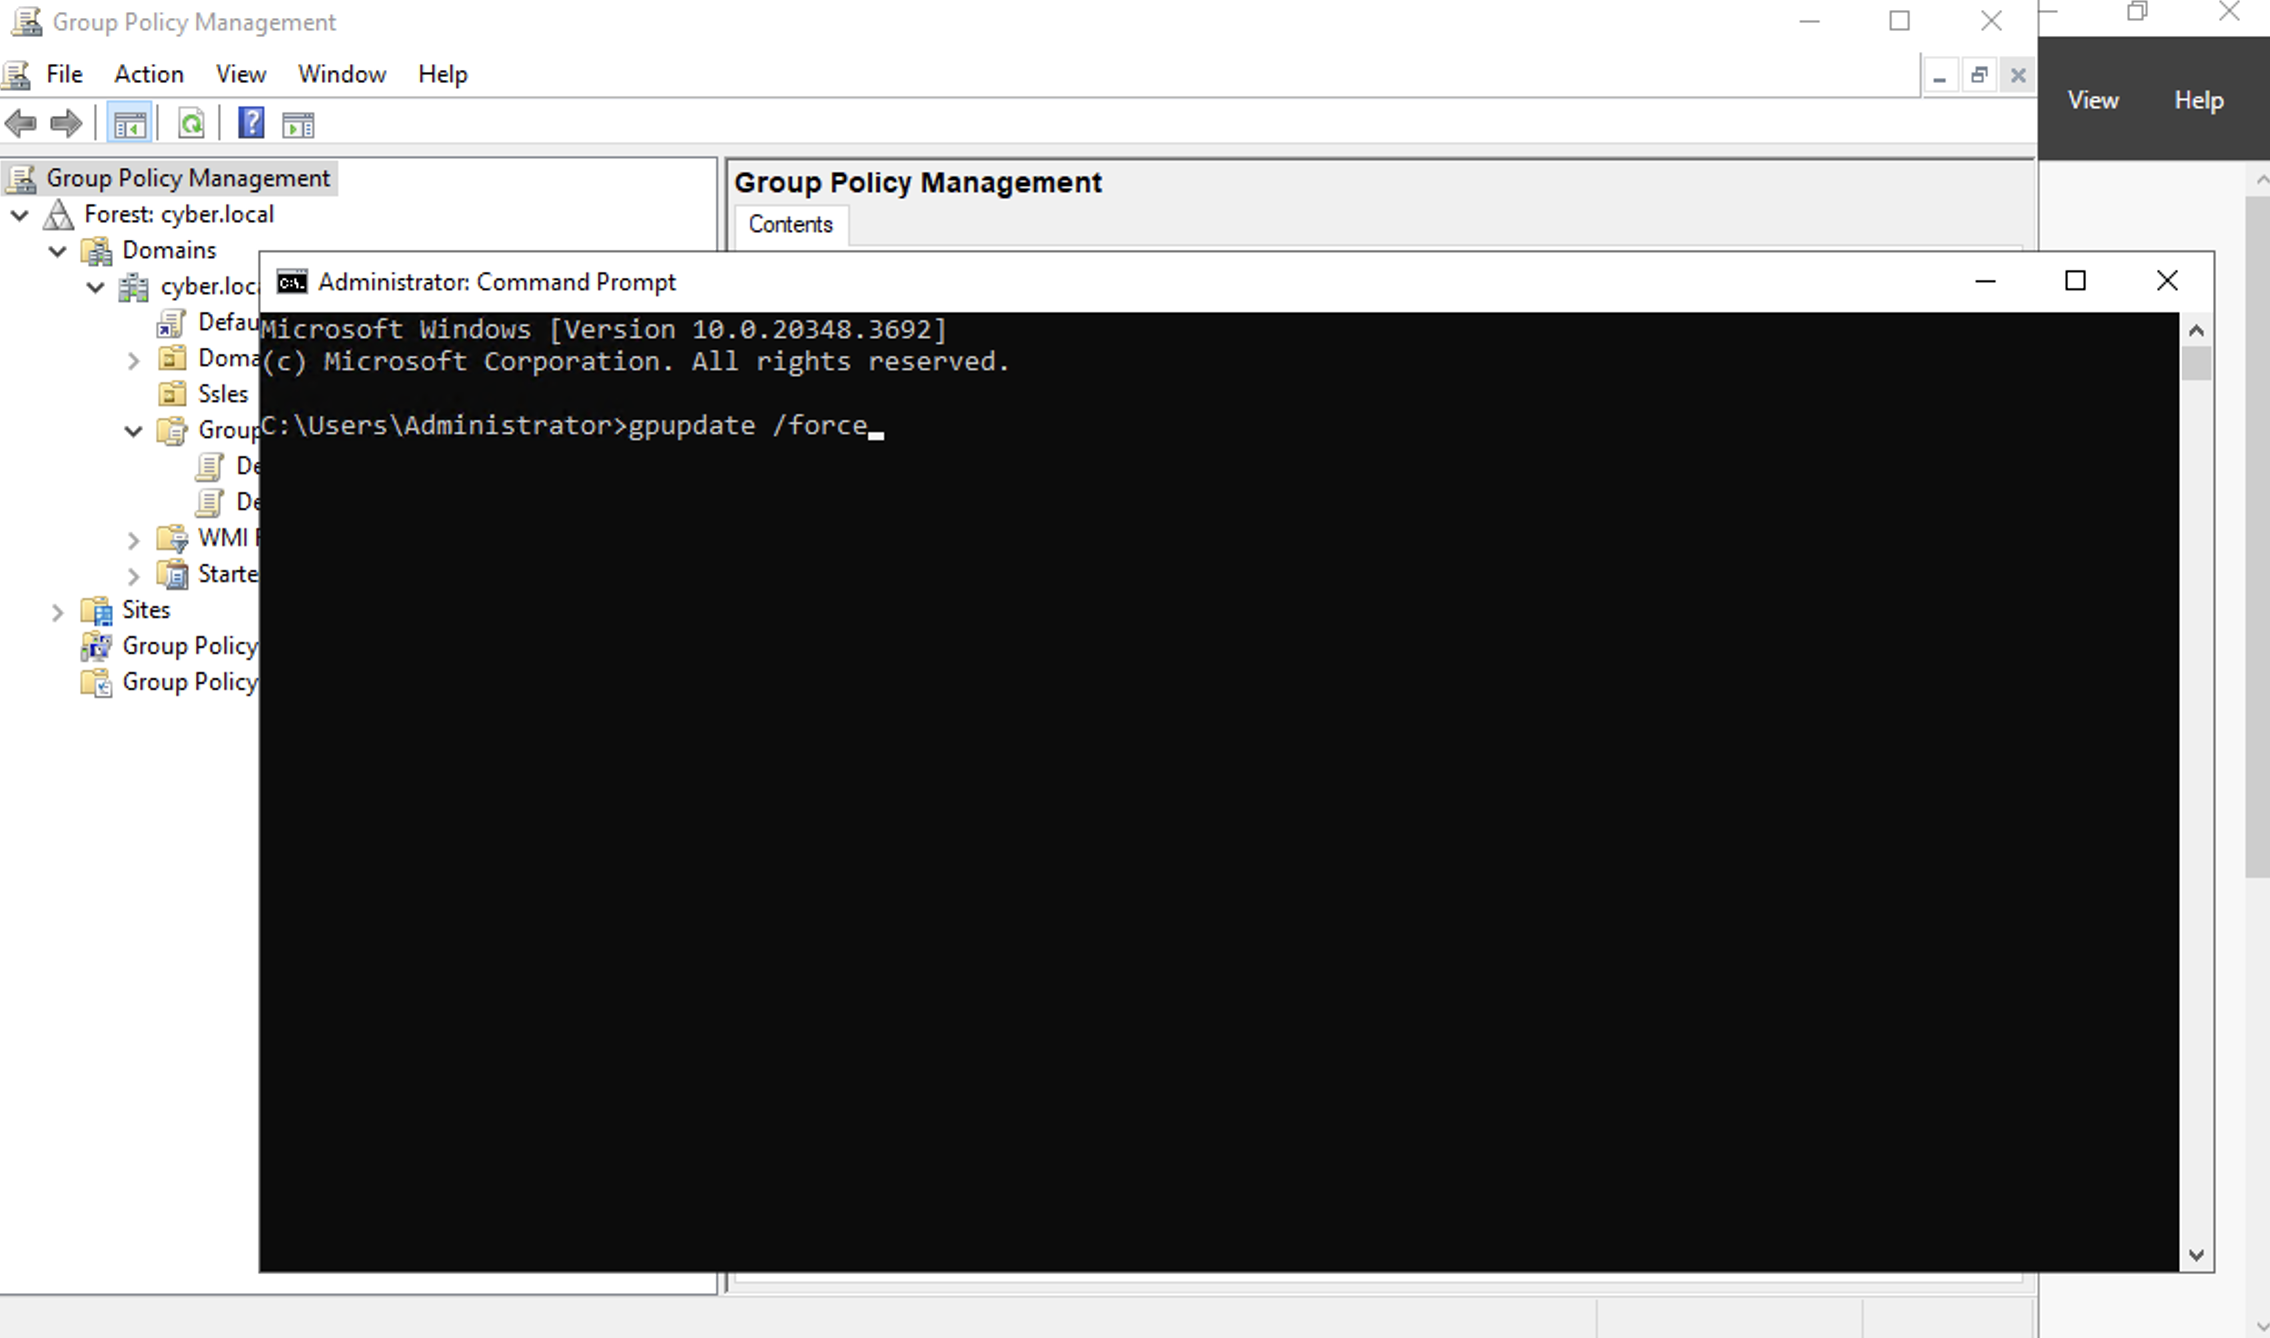 Group Policy Management
File Action View Window Help
View Help
Group Policy Management
Forest: cyber.local
Domains
cyber.loc
Defau
Doma
Ssles
Group
De
De
WMI
Starte
Sites
Group Policy
Group Policy
Group Policy Management
Contents
Administrator: Command Prompt
Microsoft Windows [Version 10.0.20348.3692]
(c) Microsoft Corporation. All rights reserved.
C:\Users\Administrator>gpupdate /force